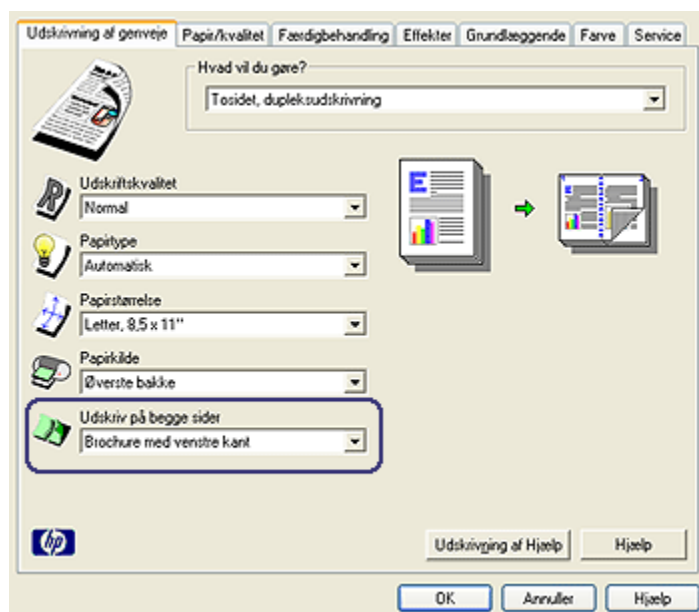 Udskrivning af genveje Papir/kvalitet Færdigbehandling Effekter Grundlæggende Farve Service
Hvad vil du gøre?
Tosidet, dupleksudskrivning
Udskriftskvalitet
Normal
Papirtype
Automatisk
Papirstørrelse
Letter, 8,5 x 11"
Papirkilde
Øverste bakke
Udskriv på begge sider
Brochure med venstre kant
hp
Udskrivning af Hjælp Hjælp
OK Annuller Hjælp